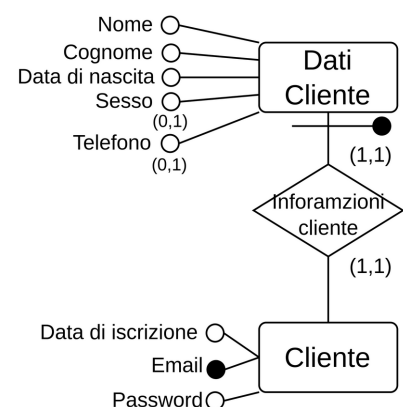 Nome
Cognome
Data di nascita
Sesso
(0,1)
Telefono
(0,1)
Dati
Cliente
(1,1)
Inforamzioni
cliente
(1,1)
Data di iscrizione
Email
Password
Cliente